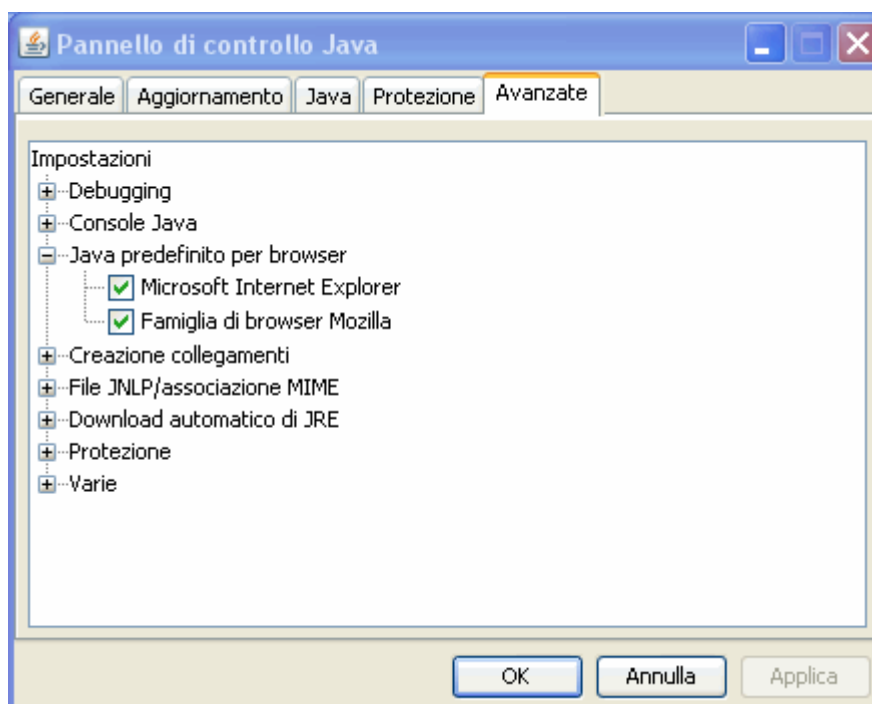 Pannello di controllo Java
Generale Aggiornamento Java Protezione Avanzate
Impostazioni
Debugging
Console Java
Java predefinito per browser
Microsoft Internet Explorer
Famiglia di browser Mozilla
Creazione collegamenti
File JNLP/associazione MIME
Download automatico di JRE
Protezione
Varie
OK Annulla Applica